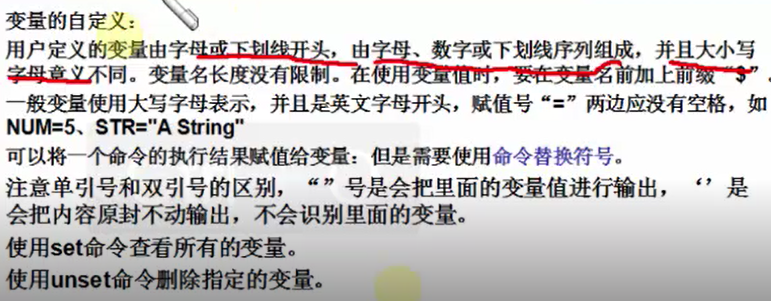 变量的自定义：
用户定义的变量由字母或下划线开头，由字母、数字或下划线序列组成，并且大小写
字母意义不同。变量名长度没有限制。在使用变量值时，要在变量名前加上前缀“$”。
一般变量使用大写字母表示，并且是英文字母开头，赋值号“=”两边应没有空格，如
NUM=5、STR="A String"
可以将一个命令的执行结果赋值给变量：但是需要使用命令替换符号。
注意单引号和双引号的区别，“”号是会把里面的变量值进行输出，‘’是
会把内容原封不动输出，不会识别里面的变量。
使用set命令查看所有的变量。
使用unset命令删除指定的变量。